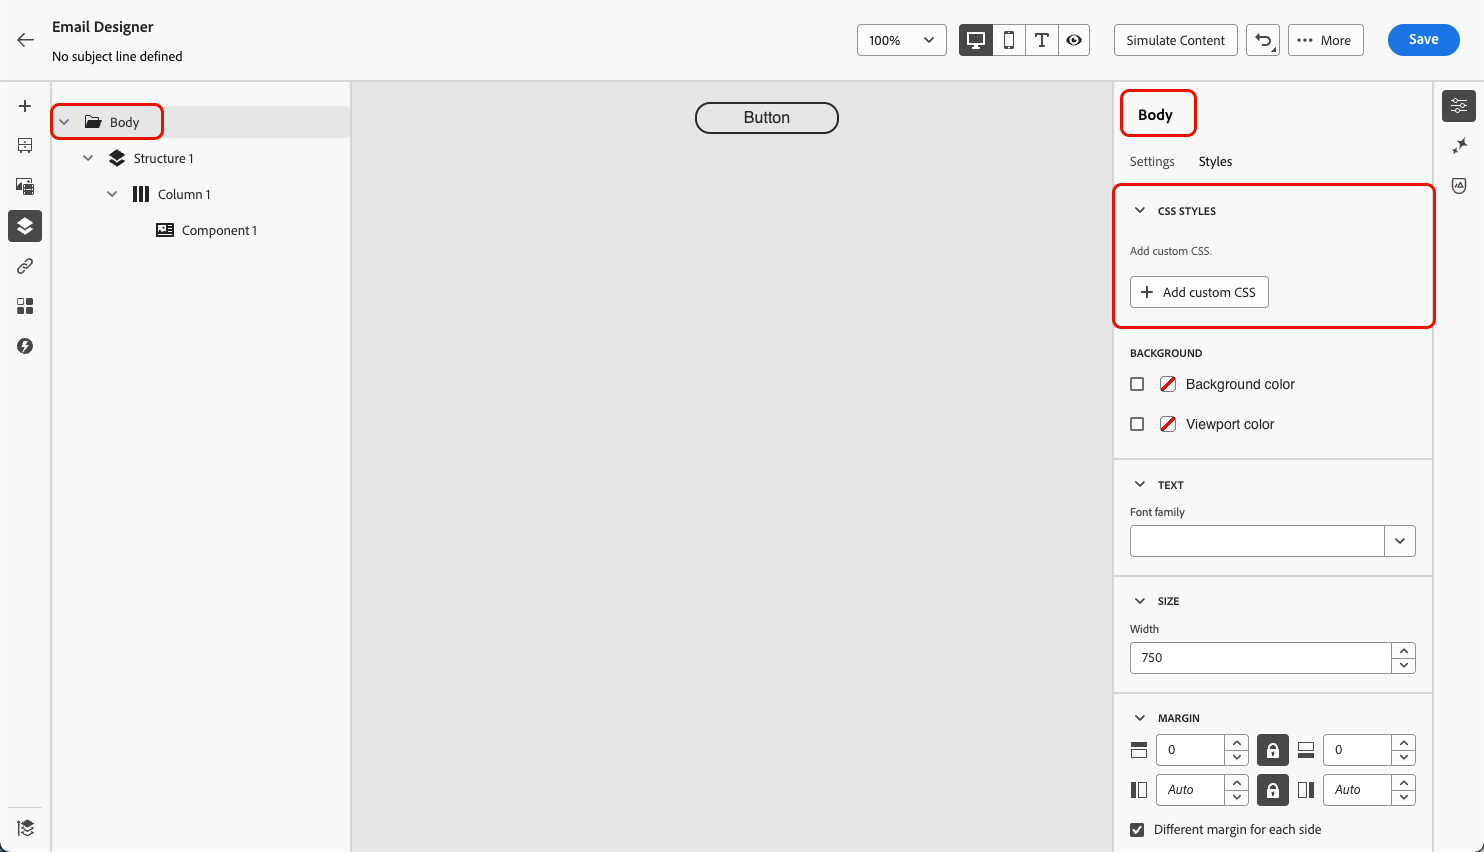 Email Designer
No subject line defined
100%
Simulate Content
More
Save
Body
Structure 1
Column 1
Component 1
Button
Body
Settings
Styles
CSS STYLES
Add custom CSS.
Add custom CSS
BACKGROUND
Background color
Viewport color
TEXT
Font family
SIZE
Width
750
MARGIN
0
0
Auto
Auto
Different margin for each side